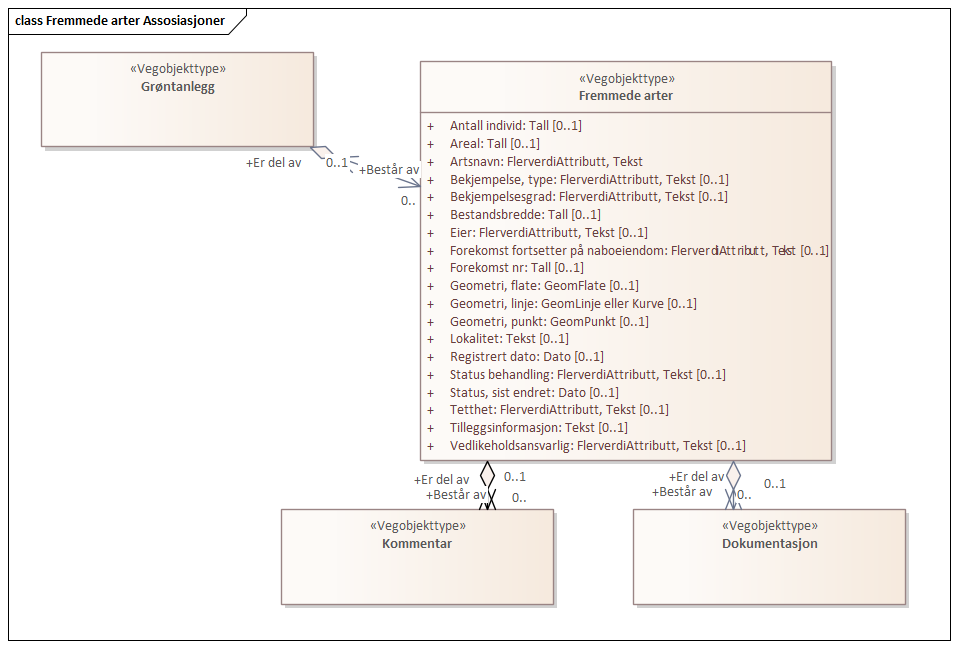 class Fremmede arter Assosiasjoner
«Vegobjekttype»
Grøntanlegg
«Vegobjekttype»
Fremmede arter
+ Antall individ: Tall [0..1]
+ Areal: Tall [0..1]
+ Artsnavn: FlerverdiAttributt, Tekst
+ Bekjempelse, type: FlerverdiAttributt, Tekst [0..1]
+ Bekjempelsesgrad: FlerverdiAttributt, Tekst [0..1]
+ Bestandsbredde: Tall [0..1]
+ Eier: FlerverdiAttributt, Tekst [0..1]
+ Forekomst fortsetter på naboeiendom: FlerverdiAttributt, Tekst [0..1]
+ Forekomst nr: Tall [0..1]
+ Geometri, flate: GeomFlate [0..1]
+ Geometri, linje: GeomLinje eller Kurve [0..1]
+ Geometri, punkt: GeomPunkt [0..1]
+ Lokalitet: Tekst [0..1]
+ Registrert dato: Dato [0..1]
+ Status behandling: FlerverdiAttributt, Tekst [0..1]
+ Status, sist endret: Dato [0..1]
+ Tetthet: FlerverdiAttributt, Tekst [0..1]
+ Tilleggsinformasjon: Tekst [0..1]
+ Vedlikeholdsansvarlig: FlerverdiAttributt, Tekst [0..1]
+Er del av
0..1
+Består av
0..
+Er del av
0..1
+Består av
0..
+Er del av
0..1
+Består av
0..
«Vegobjekttype»
Kommentar
«Vegobjekttype»
Dokumentasjon